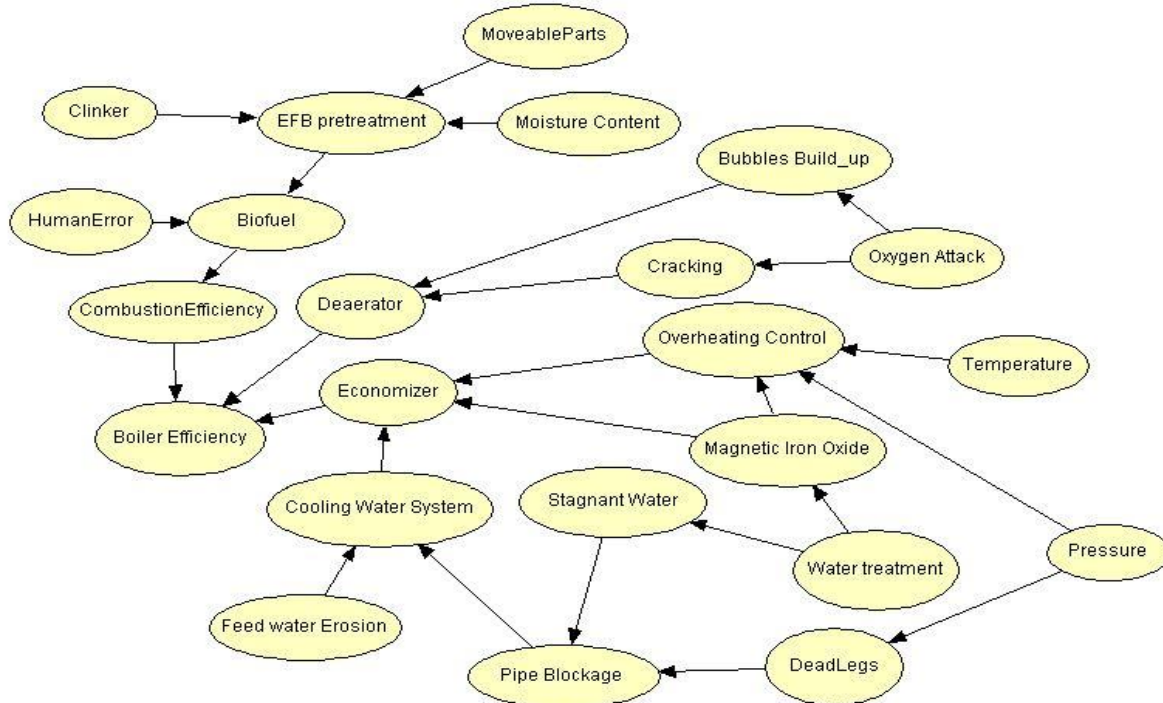 MoveableParts
Clinker
EFB pretreatment
Moisture Content
Bubbles Build_up
HumanError
Biofuel
Cracking
Oxygen Attack
CombustionEfficiency
Deaerator
Overheating Control
Temperature
Economizer
Boiler Efficiency
Magnetic Iron Oxide
Cooling Water System
Stagnant Water
Pressure
Water treatment
Feed water Erosion
Pipe Blockage
DeadLegs